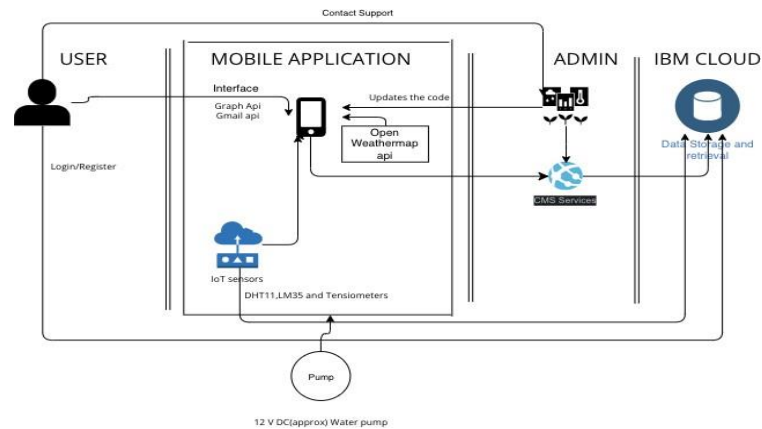 Contact Support
USER
MOBILE APPLICATION
ADMIN
IBM CLOUD
Interface
Graph Api
Gmail api
Updates the code
Open
Weathermap
api
Data Storage and
retrieval
Login/Register
CMS Services
IoT sensors
DHT11,LM35 and Tensiometers
Pump
12 V DC(approx) Water pump